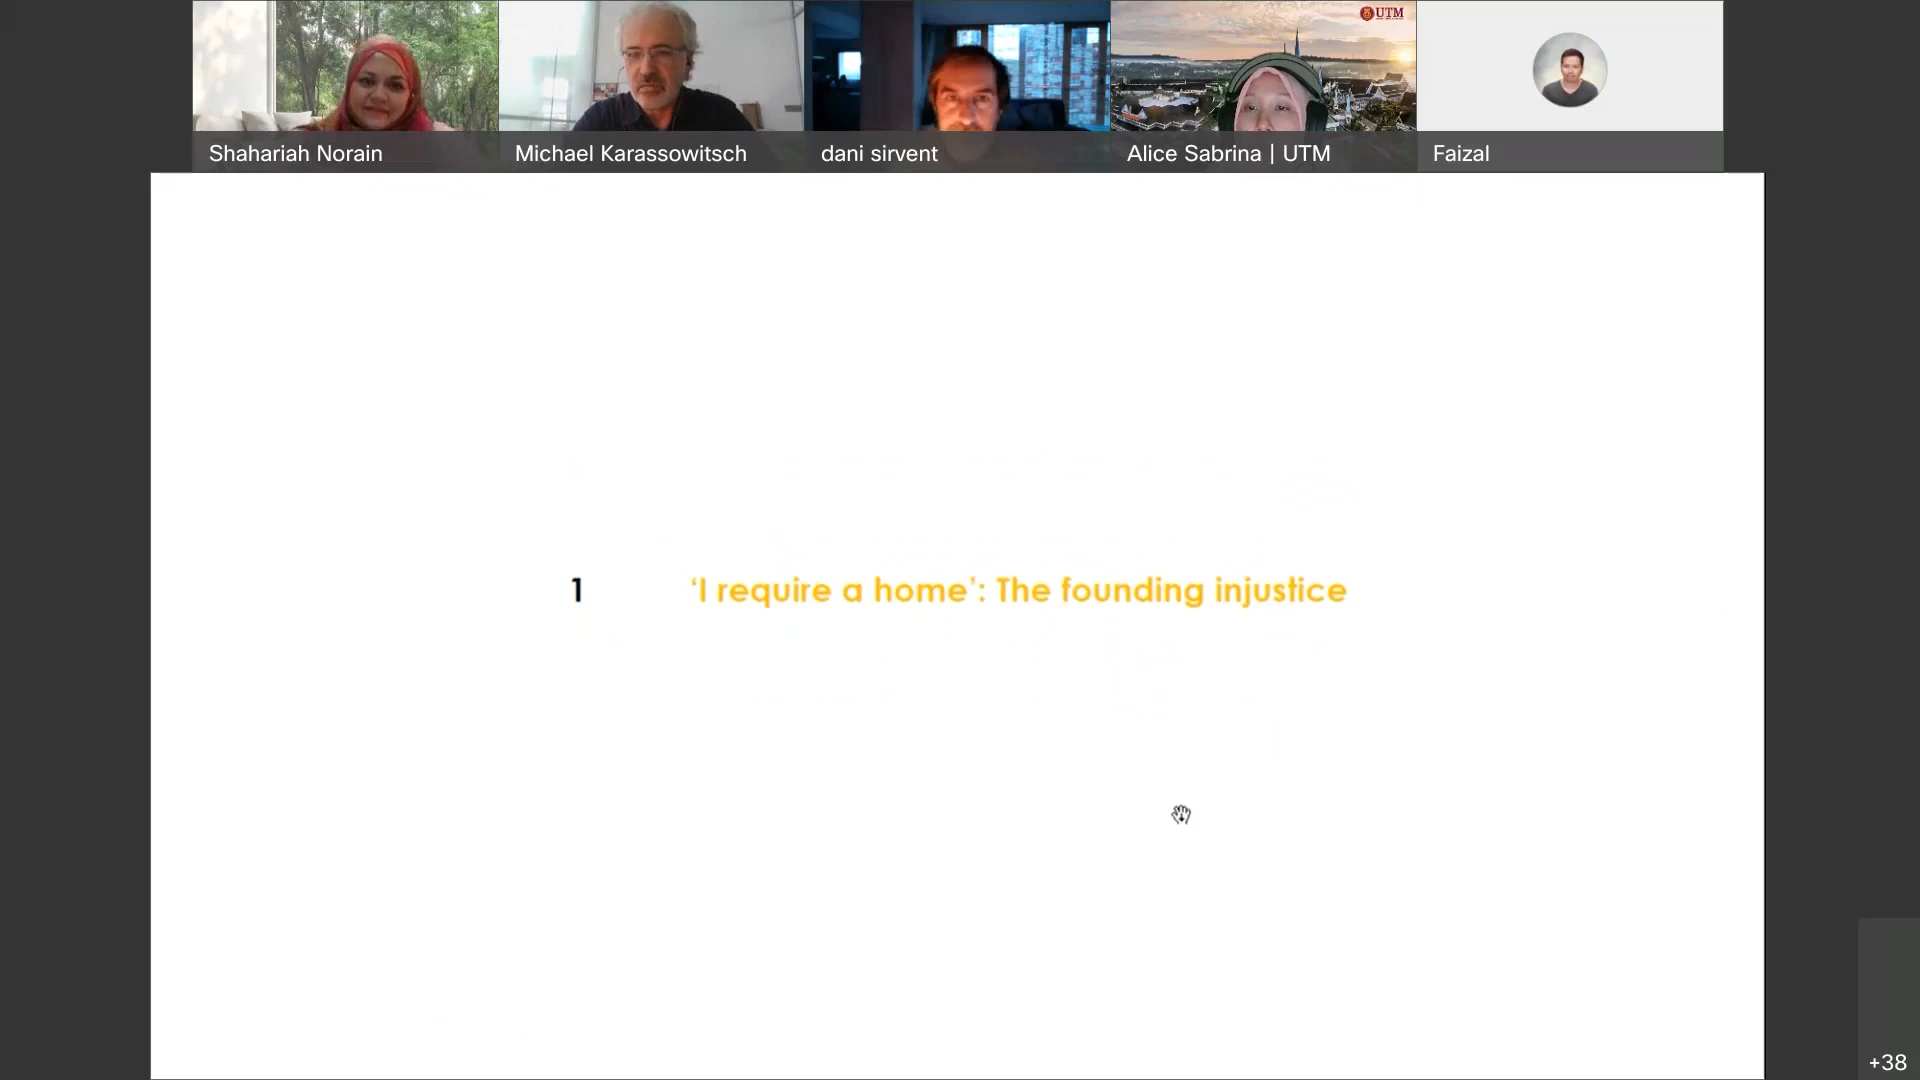 UTM
Shahariah Norain
Michael Karassowitsch
dani sirvent
Alice Sabrina | UTM
Faizal
1 ‘I require a home’: The founding injustice
+38